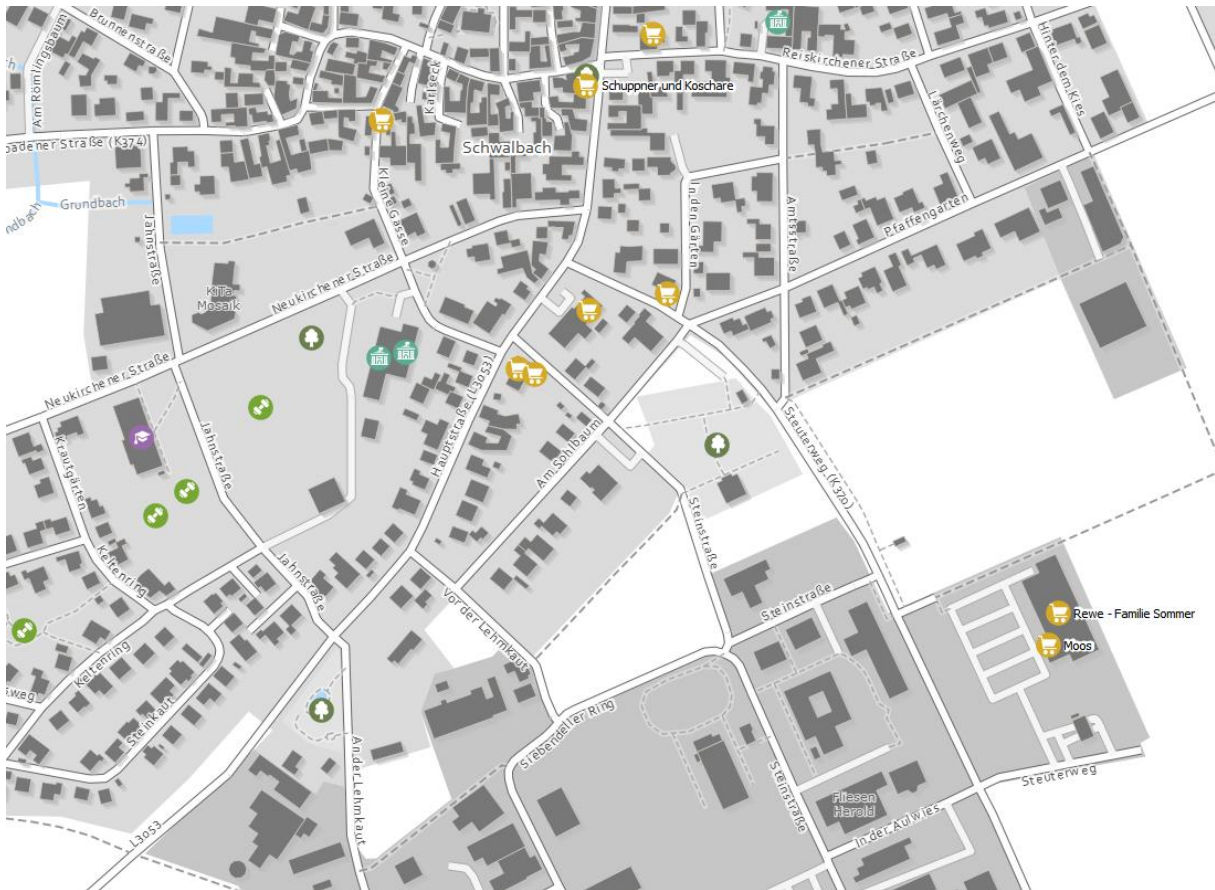 Brunnenstraße
Am Römlingsbaum
Karlseck
Reiskirchener Straße
Hinter dem Kies
Schuppner und Koschare
Lärchenweg
badener Straße (K374)
Schwalbach
Grundbach
ndbach
Kleine Gasse
In den Gärten
Amtsstraße
Pfaffengarten
Jahnstraße
KiTa
Mosaik
Neukirchener Straße
Neukirchener Straße
Hauptstraße (L3053)
Krautgärten
Jahnstraße
Am Sohlbaum
Steuterweg (K370)
Steinstraße
Keltenring
Jahnstraße
Vor der Lehmkaut
Steinstraße
Rewe - Familie Sommer
Moos
Keltenring
Steinkaut
Siebendeller Ring
An der Lehmkaut
Steinstraße
Steuterweg
Fliesen
Herold
In der Aulwies
L3053